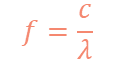 f = c/λ